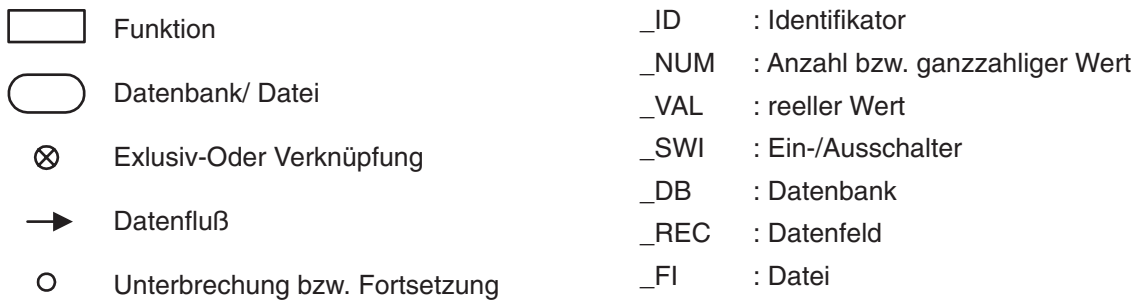 Funktion
Datenbank/ Datei
Exlusiv-Oder Verknüpfung
Datenfluß
Unterbrechung bzw. Fortsetzung
_ID : Identifikator
_NUM : Anzahl bzw. ganzzahliger Wert
_VAL : reeller Wert
_SWI : Ein-/Ausschalter
_DB : Datenbank
_REC : Datenfeld
_FI : Datei